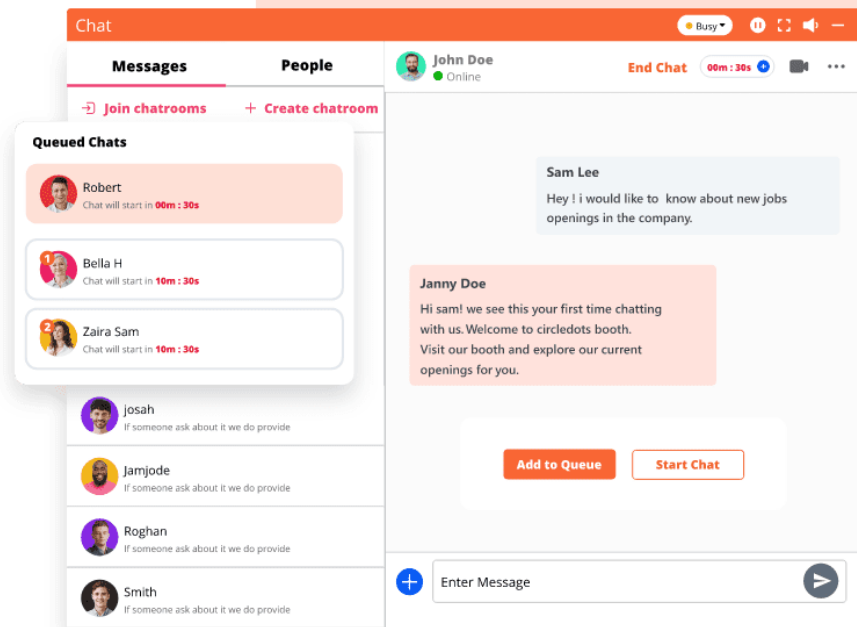 Chat
Busy
Messages
People
Join chatrooms
+ Create chatroom
Queued Chats
Robert
Chat will start in 00m : 30s
1
Bella H
Chat will start in 10m : 30s
2
Zaira Sam
Chat will start in 10m : 30s
josah
If someone ask about it we do provide
Jamjode
If someone ask about it we do provide
Roghan
If someone ask about it we do provide
Smith
If someone ask about it we do provide
John Doe
Online
End Chat
00m : 30s
Sam Lee
Hey ! i would like to know about new jobs
openings in the company.
Janny Doe
Hi sam! we see this your first time chatting
with us. Welcome to circledots booth.
Visit our booth and explore our current
openings for you.
Add to Queue
Start Chat
Enter Message